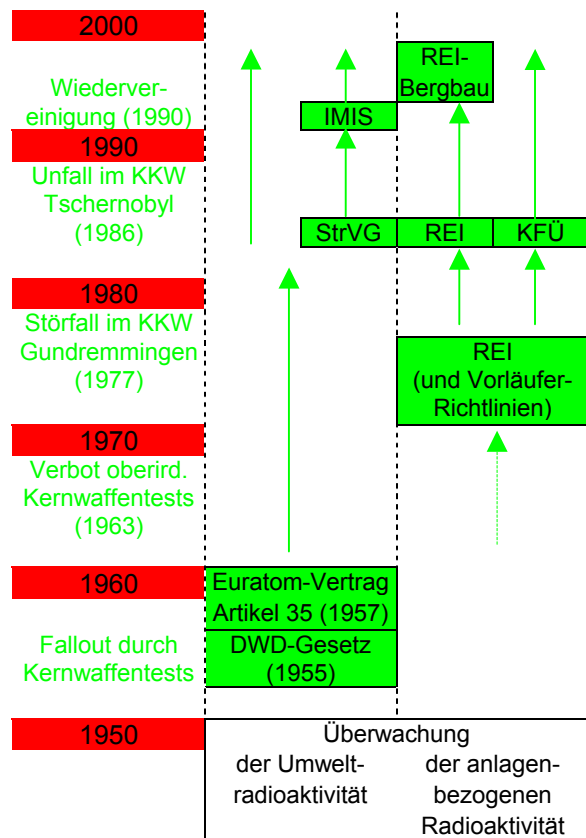 2000
REI-
Bergbau
Wiederver-
einigung (1990)
IMIS
1990
Unfall im KKW
Tschernobyl
(1986)
StrVG
REI
KFÜ
1980
Störfall im KKW
Gundremmingen
(1977)
REI
(und Vorläufer-
Richtlinien)
1970
Verbot oberird.
Kernwaffentests
(1963)
1960
Euratom-Vertrag
Artikel 35 (1957)
Fallout durch
Kernwaffentests
DWD-Gesetz
(1955)
1950
Überwachung
der Umwelt-
radioaktivität
der anlagen-
bezogenen
Radioaktivität